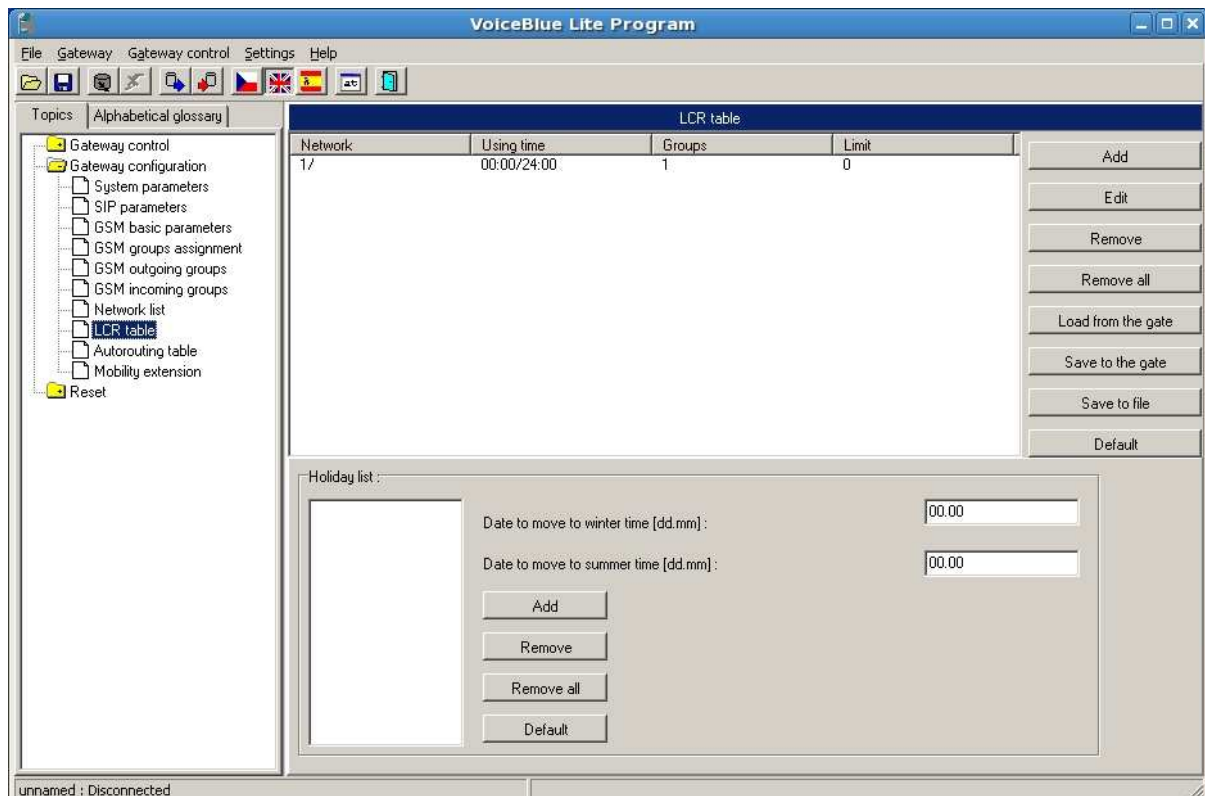 VoiceBlue Lite Program
File Gateway Gateway control Settings Help
at
Topics Alphabetical glossary
Gateway control
Gateway configuration
System parameters
SIP parameters
GSM basic parameters
GSM groups assignment
GSM outgoing groups
GSM incoming groups
Network list
LCR table
Autorouting table
Mobility extension
Reset
LCR table
Network Using time Groups Limit
1/ 00:00/24:00 1 0
Add
Edit
Remove
Remove all
Load from the gate
Save to the gate
Save to file
Default
Holiday list :
Date to move to winter time [dd.mm] : 00.00
Date to move to summer time [dd.mm] : 00.00
Add
Remove
Remove all
Default
unnamed : Disconnected